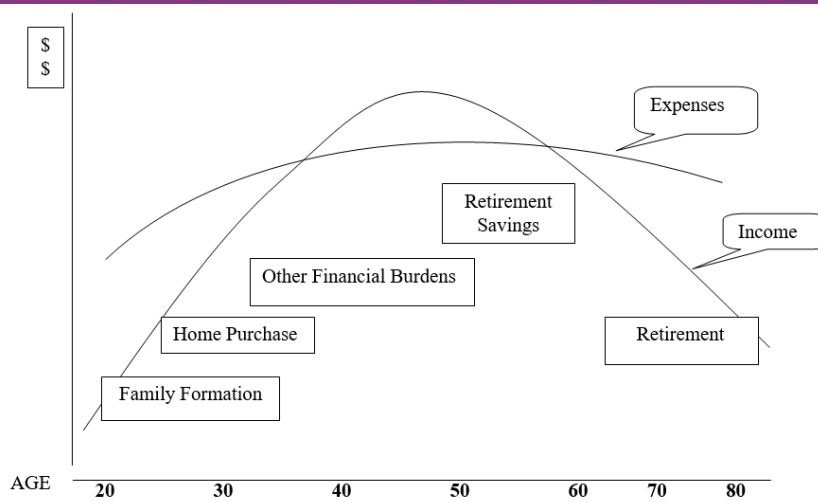 $
$
Expenses
Retirement
Savings
Income
Other Financial Burdens
Home Purchase
Retirement
Family Formation
AGE
20 30 40 50 60 70 80